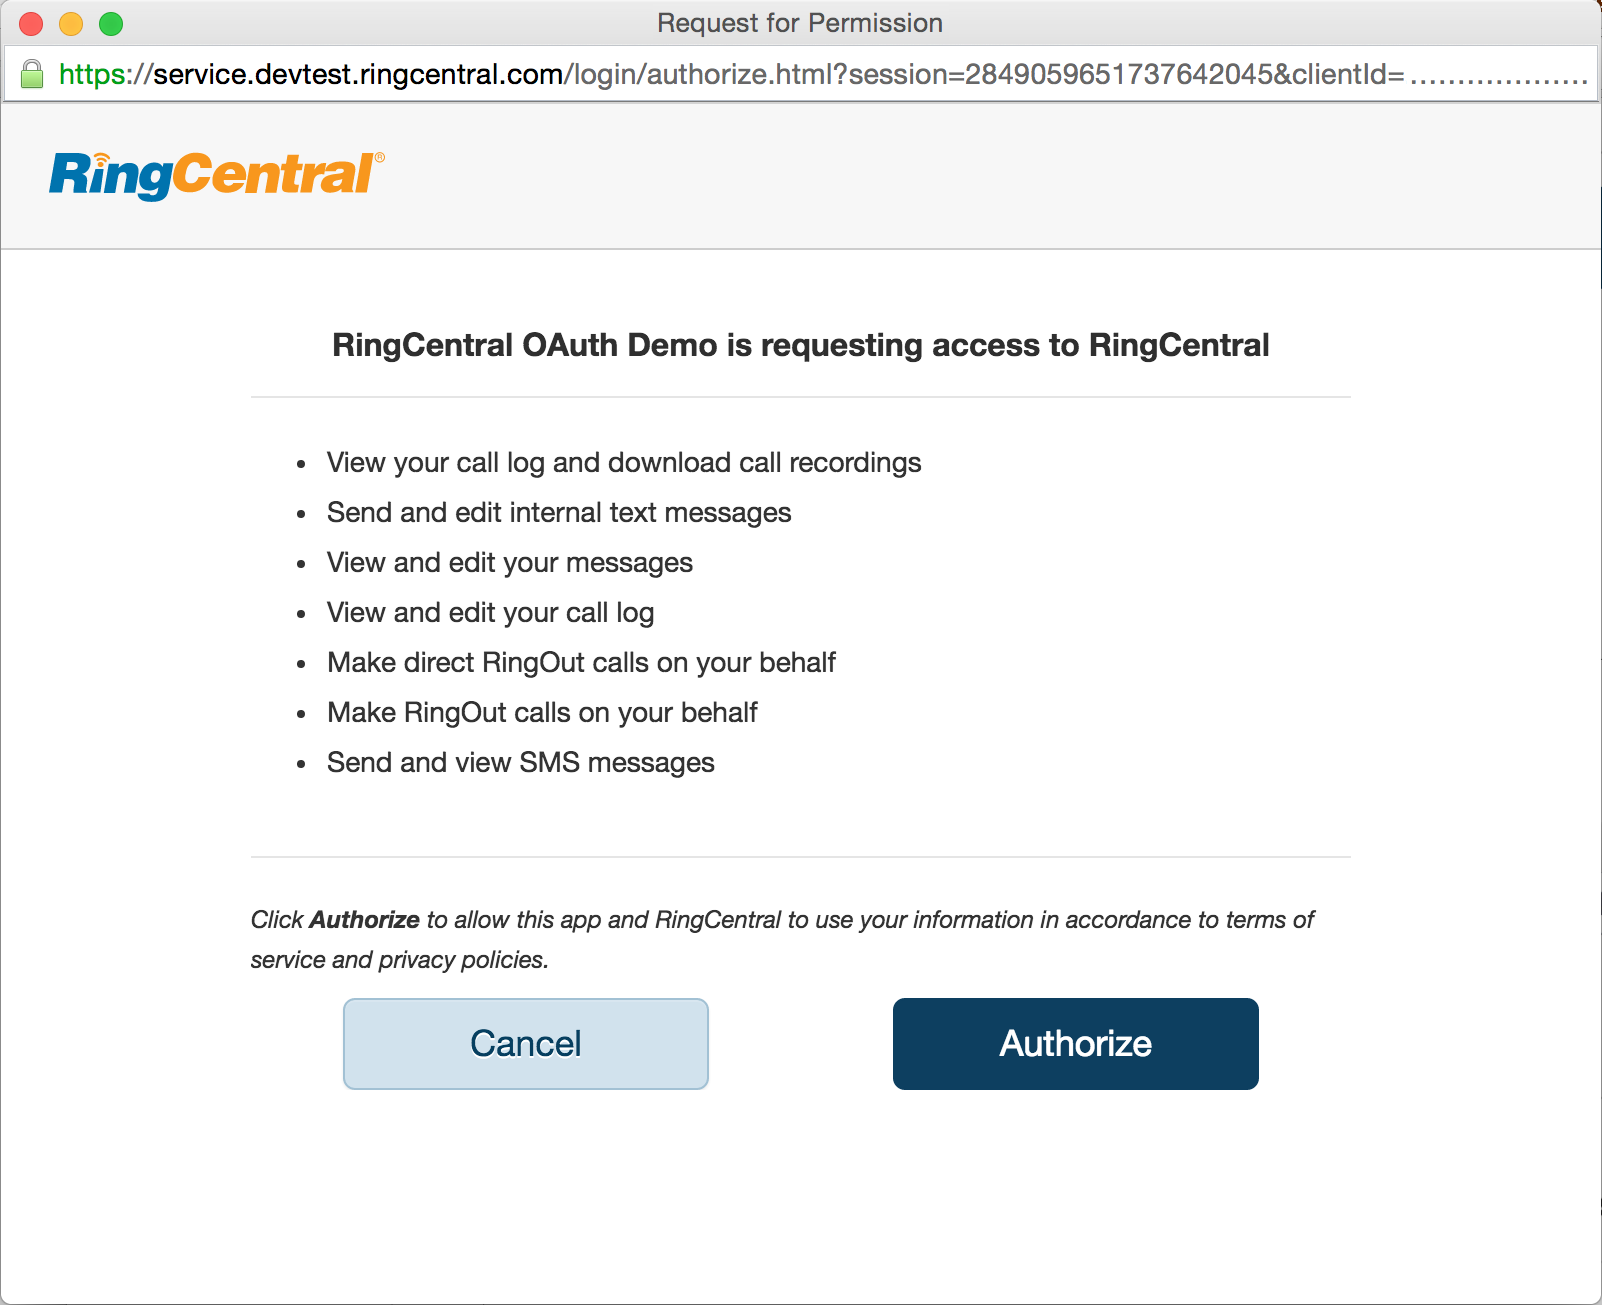 Request for Permission
https://service.devtest.ringcentral.com/login/authorize.html?session=2849059651737642045&clientId=...................
RingCentral®
RingCentral OAuth Demo is requesting access to RingCentral
• View your call log and download call recordings
• Send and edit internal text messages
• View and edit your messages
• View and edit your call log
• Make direct RingOut calls on your behalf
• Make RingOut calls on your behalf
• Send and view SMS messages
Click Authorize to allow this app and RingCentral to use your information in accordance to terms of
service and privacy policies.
Cancel
Authorize